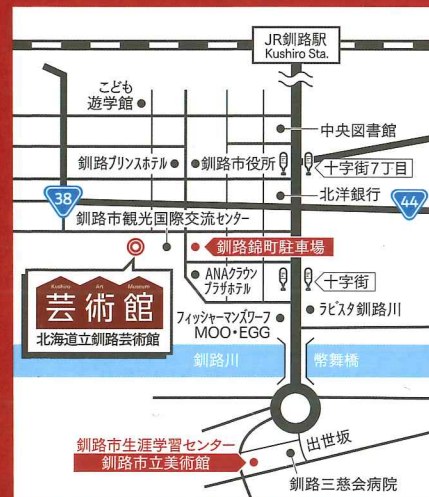 JR釧路駅
Kushiro Sta.
こども
遊学館
中央図書館
釧路プリンスホテル
釧路市役所
十字街7丁目
38
北洋銀行
44
釧路市観光国際交流センター
釧路錦町駐車場
Kushiro Art Museum
芸術館
北海道立釧路芸術館
ANAクラウン
プラザホテル
十字街
フィッシャーマンズワーフ
MOO・EGG
ラビスタ釧路川
釧路川
幣舞橋
出世坂
釧路市生涯学習センター
釧路市立美術館
釧路三慈会病院